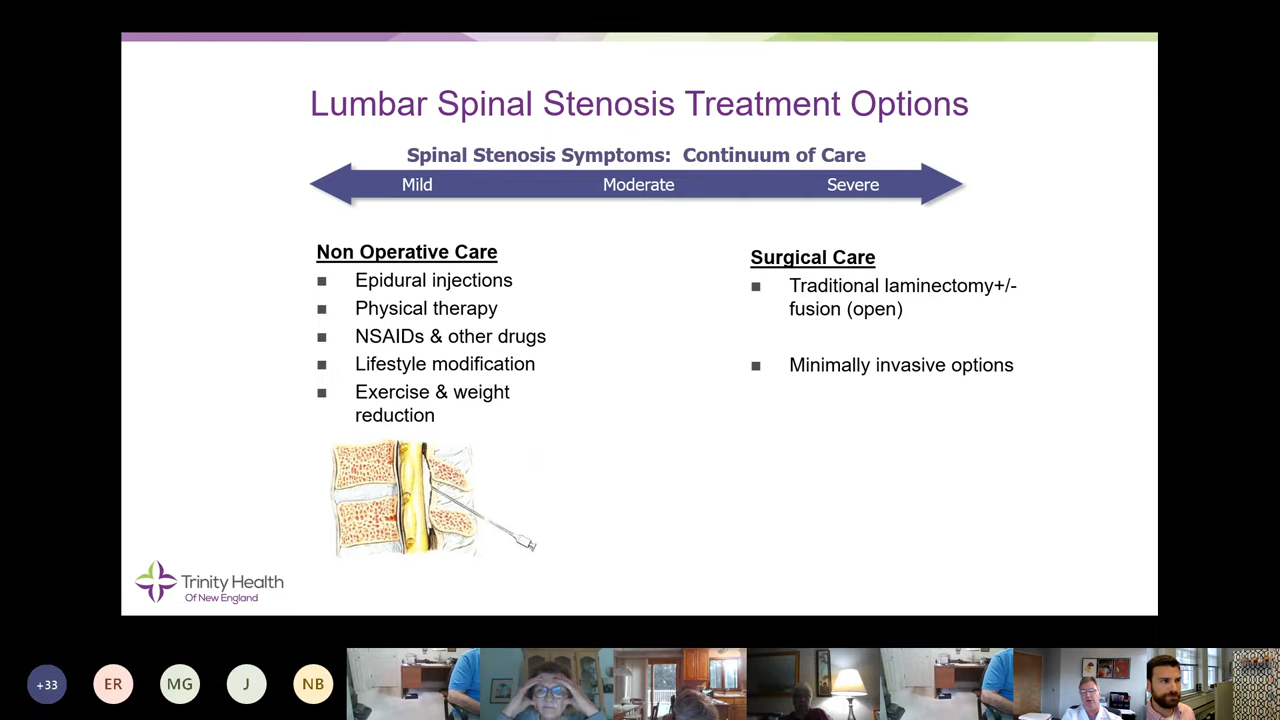 Lumbar Spinal Stenosis Treatment Options
Spinal Stenosis Symptoms: Continuum of Care
Mild Moderate Severe
Non Operative Care
Epidural injections
Physical therapy
NSAIDs & other drugs
Lifestyle modification
Exercise & weight
reduction
Surgical Care
Traditional laminectomy+/-
fusion (open)
Minimally invasive options
Trinity Health
Of New England
+33
ER
MG
J
NB